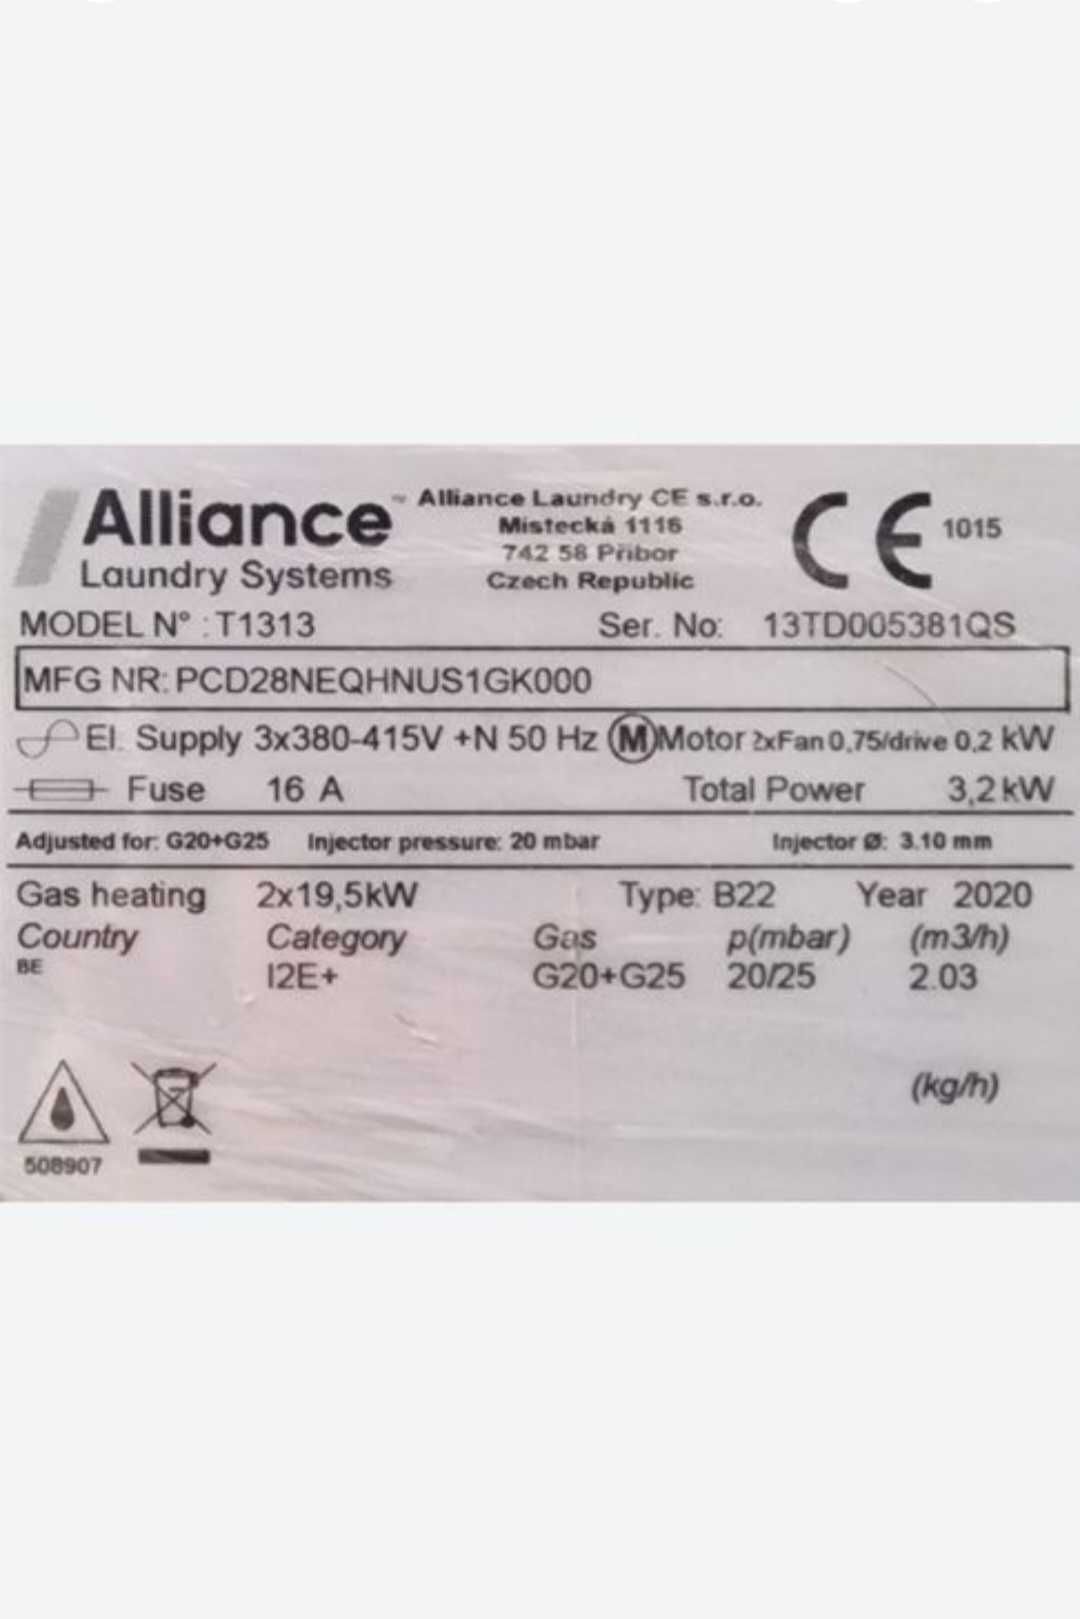 Alliance
Laundry Systems
Alliance Laundry CE s.r.o.
Místecká 1116
742 58 Příbor
Czech Republic
CE 1015
MODEL N° : T1313 Ser. No: 13TD005381QS
MFG NR: PCD28NEQHNUS1GK000
El. Supply 3x380-415V +N 50 Hz M Motor 2xFan 0,75/drive 0,2 kW
Fuse 16 A Total Power 3,2 kW
Adjusted for: G20+G25 Injector pressure: 20 mbar Injector Ø: 3.10 mm
Gas heating 2x19,5kW Type: B22 Year 2020
Country Category Gas p(mbar) (m3/h)
BE I2E+ G20+G25 20/25 2.03
(kg/h)
508907